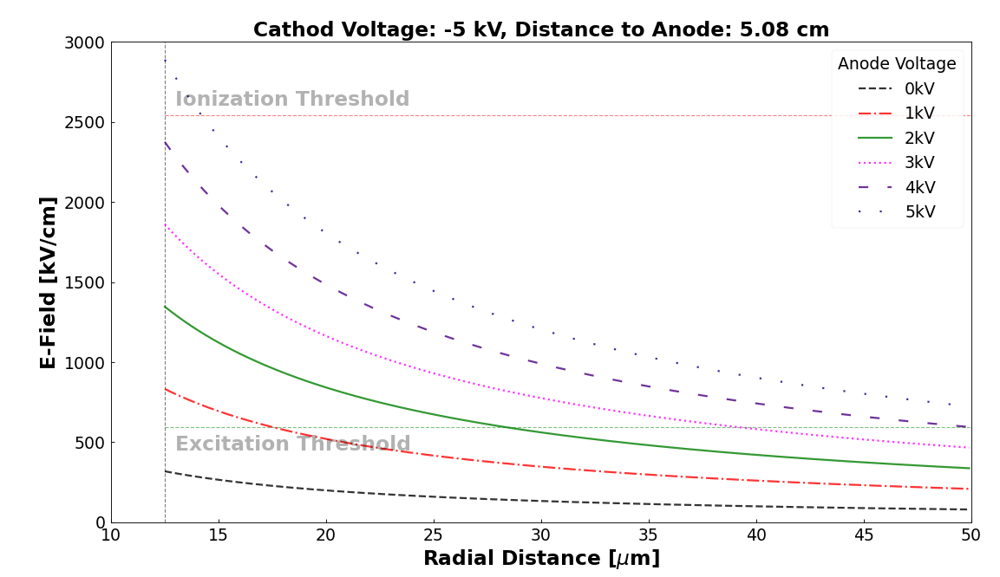 Cathod Voltage: -5 kV, Distance to Anode: 5.08 cm
3000
2500
2000
1500
1000
500
0
E-Field [kV/cm]
Ionization Threshold
Excitation Threshold
Anode Voltage
0kV
1kV
2kV
3kV
4kV
5kV
10 15 20 25 30 35 40 45 50
Radial Distance [μm]